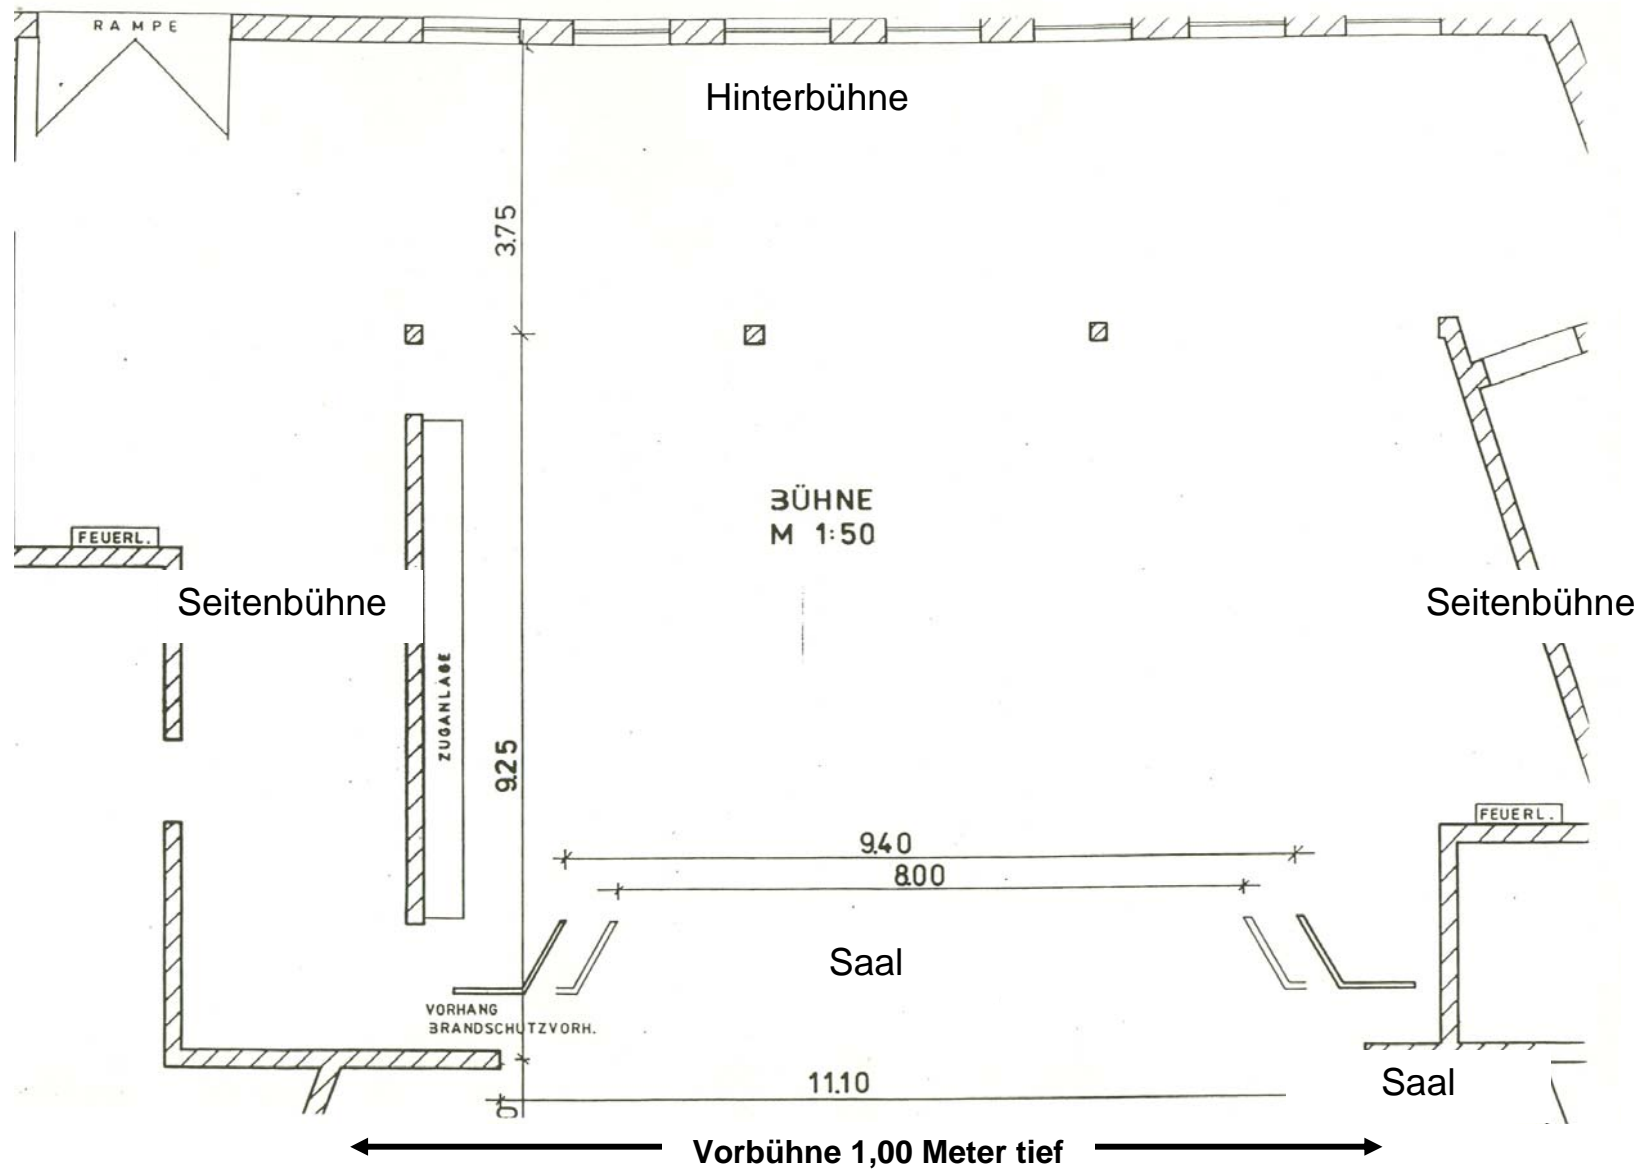 RAMPE
Hinterbühne
3.75
BÜHNE
M 1:50
FEUERL.
Seitenbühne
Seitenbühne
ZUGANLAGE
9.25
FEUERL.
9.40
8.00
Saal
VORHANG
BRANDSCHUTZVORH.
11.10
Saal
Vorbühne 1,00 Meter tief